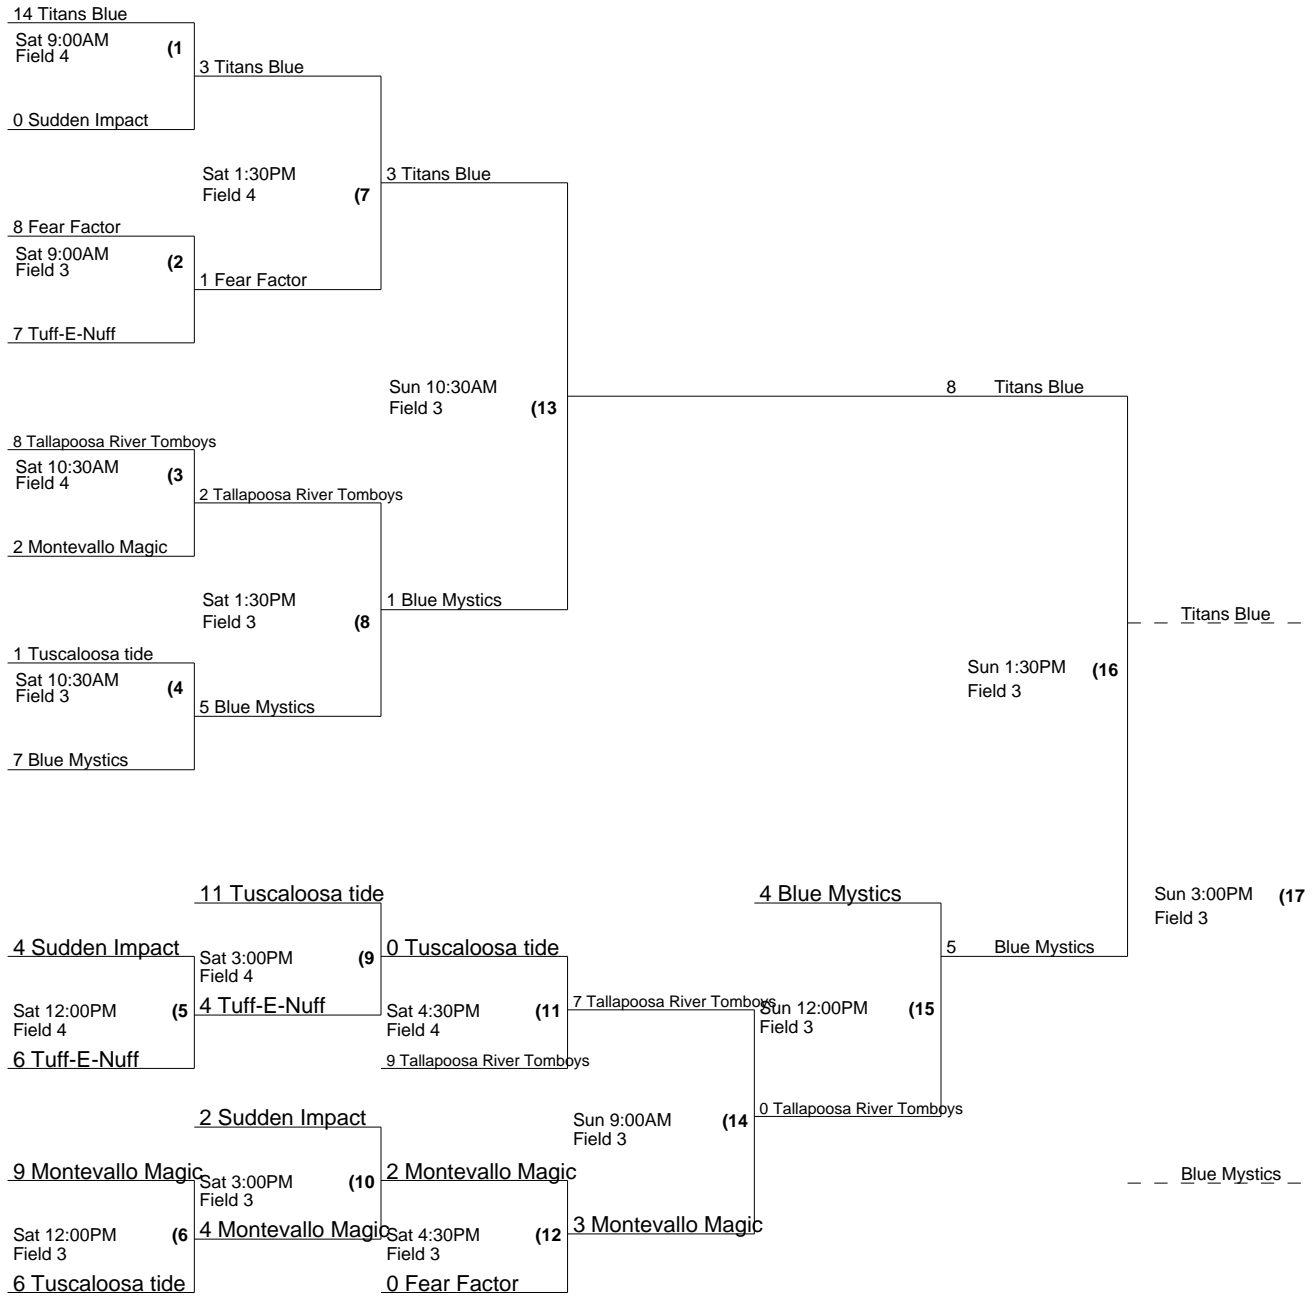 14 Titans Blue
Sat 9:00AM
Field 4
(1
3 Titans Blue
0 Sudden Impact
Sat 1:30PM
Field 4
(7
3 Titans Blue
8 Fear Factor
Sat 9:00AM
Field 3
(2
1 Fear Factor
7 Tuff-E-Nuff
Sun 10:30AM
Field 3
(13
8 Titans Blue
8 Tallapoosa River Tomboys
Sat 10:30AM
Field 4
(3
2 Tallapoosa River Tomboys
2 Montevallo Magic
Sat 1:30PM
Field 3
(8
1 Blue Mystics
Titans Blue
1 Tuscaloosa tide
Sat 10:30AM
Field 3
(4
5 Blue Mystics
7 Blue Mystics
Sun 1:30PM
Field 3
(16
11 Tuscaloosa tide
4 Blue Mystics
Sun 3:00PM
Field 3
(17
4 Sudden Impact
Sat 3:00PM
Field 4
(9
0 Tuscaloosa tide
5 Blue Mystics
Sat 12:00PM
Field 4
(5
4 Tuff-E-Nuff
Sat 4:30PM
Field 4
(11
7 Tallapoosa River Tomboys
Sun 12:00PM
Field 3
(15
6 Tuff-E-Nuff
9 Tallapoosa River Tomboys
2 Sudden Impact
Sun 9:00AM
Field 3
(14
0 Tallapoosa River Tomboys
9 Montevallo Magic
Sat 3:00PM
Field 3
(10
2 Montevallo Magic
Blue Mystics
Sat 12:00PM
Field 3
(6
4 Montevallo Magic
Sat 4:30PM
Field 3
(12
3 Montevallo Magic
6 Tuscaloosa tide
0 Fear Factor